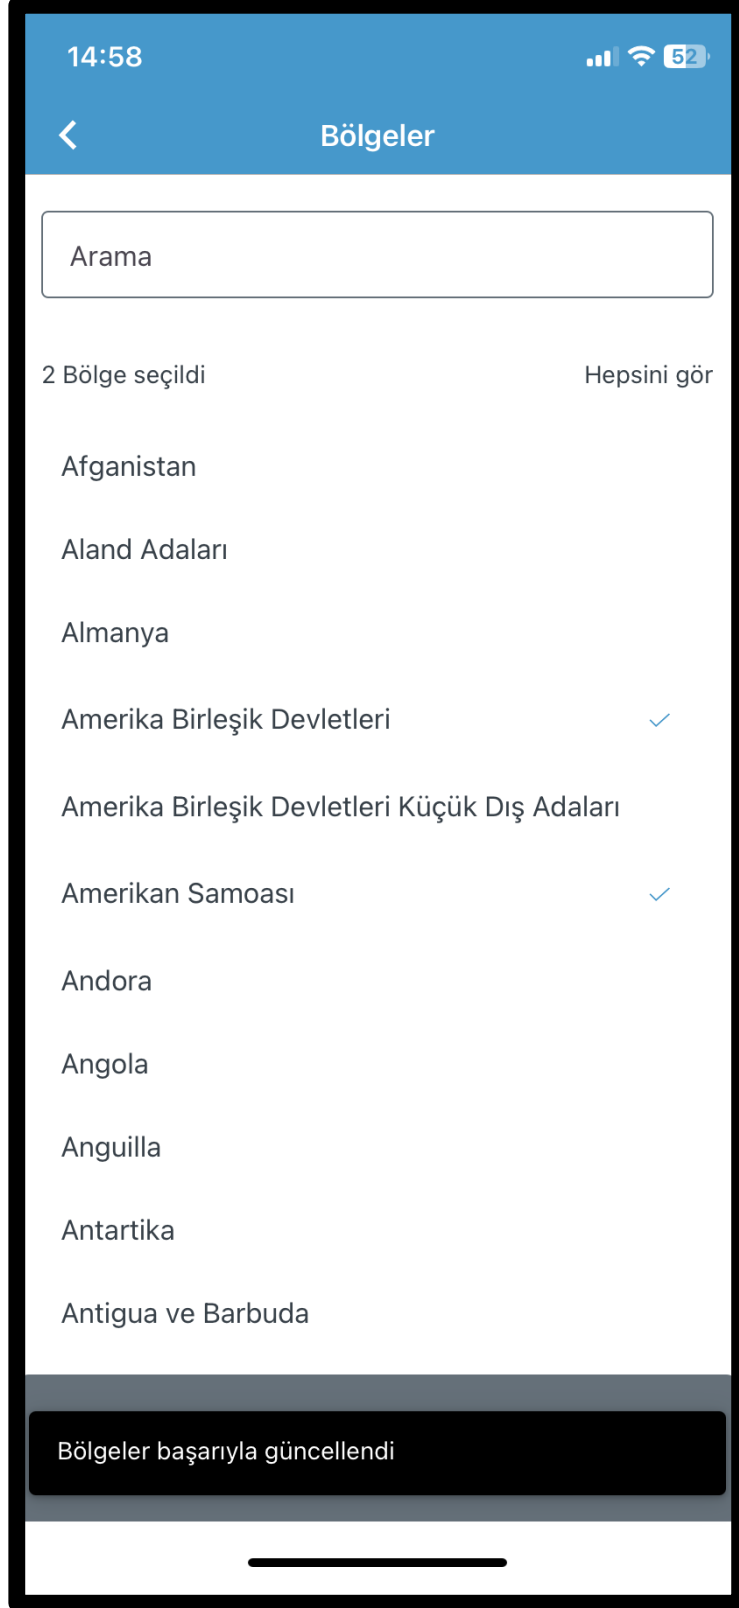 14:58
52
Bölgeler
Arama
2 Bölge seçildi
Hepsini gör
Afganistan
Aland Adaları
Almanya
Amerika Birleşik Devletleri
Amerika Birleşik Devletleri Küçük Dış Adaları
Amerikan Samoası
Andora
Angola
Anguilla
Antartika
Antigua ve Barbuda
Bölgeler başarıyla güncellendi